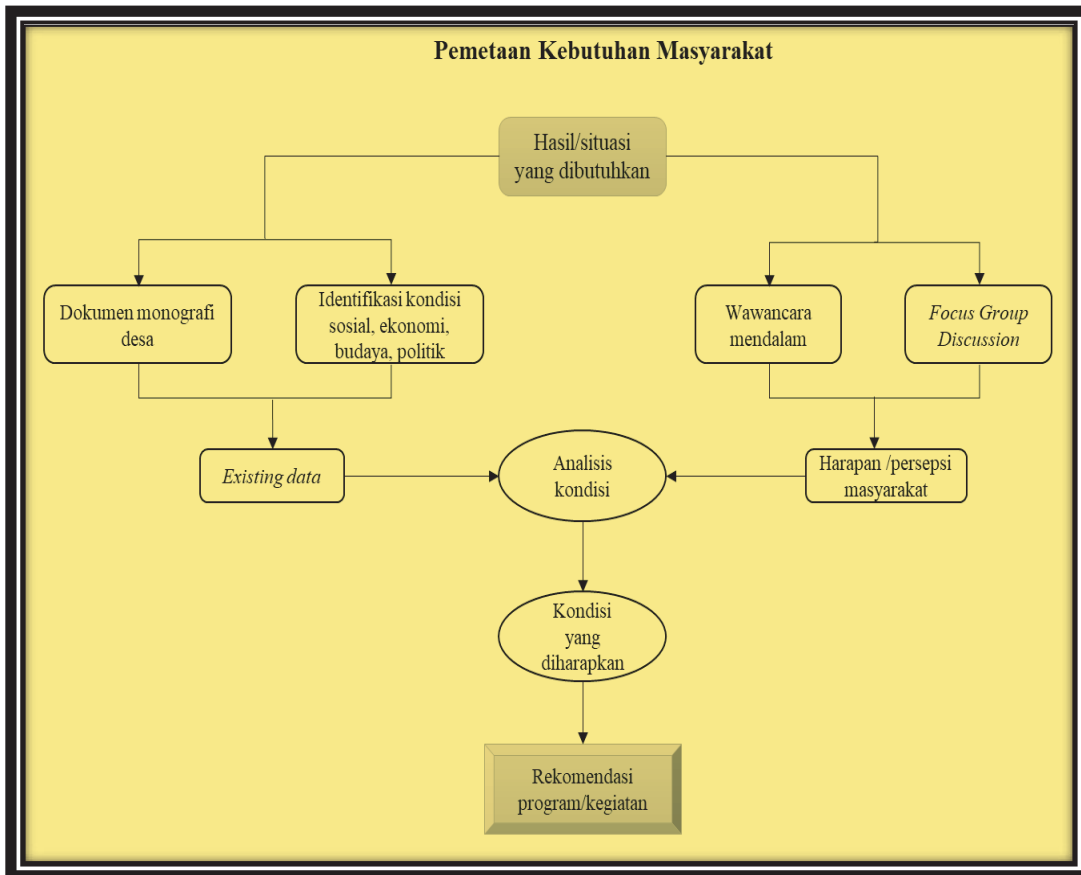 Pemetaan Kebutuhan Masyarakat
Hasil/situasi
yang dibutuhkan
Dokumen monografi
desa
Identifikasi kondisi
sosial, ekonomi,
budaya, politik
Wawancara
mendalam
Focus Group
Discussion
Existing data
Analisis
kondisi
Harapan /persepsi
masyarakat
Kondisi
yang
diharapkan
Rekomendasi
program/kegiatan